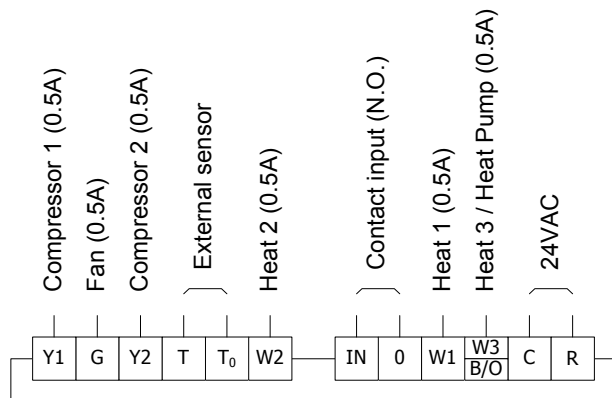 Compressor 1 (0.5A)
Fan (0.5A)
Compressor 2 (0.5A)
External sensor
Heat 2 (0.5A)
Contact input (N.O.)
Heat 1 (0.5A)
Heat 3 / Heat Pump (0.5A)
24VAC
Y1 G Y2 T T₀ W2 IN 0 W1 W3 B/O C R